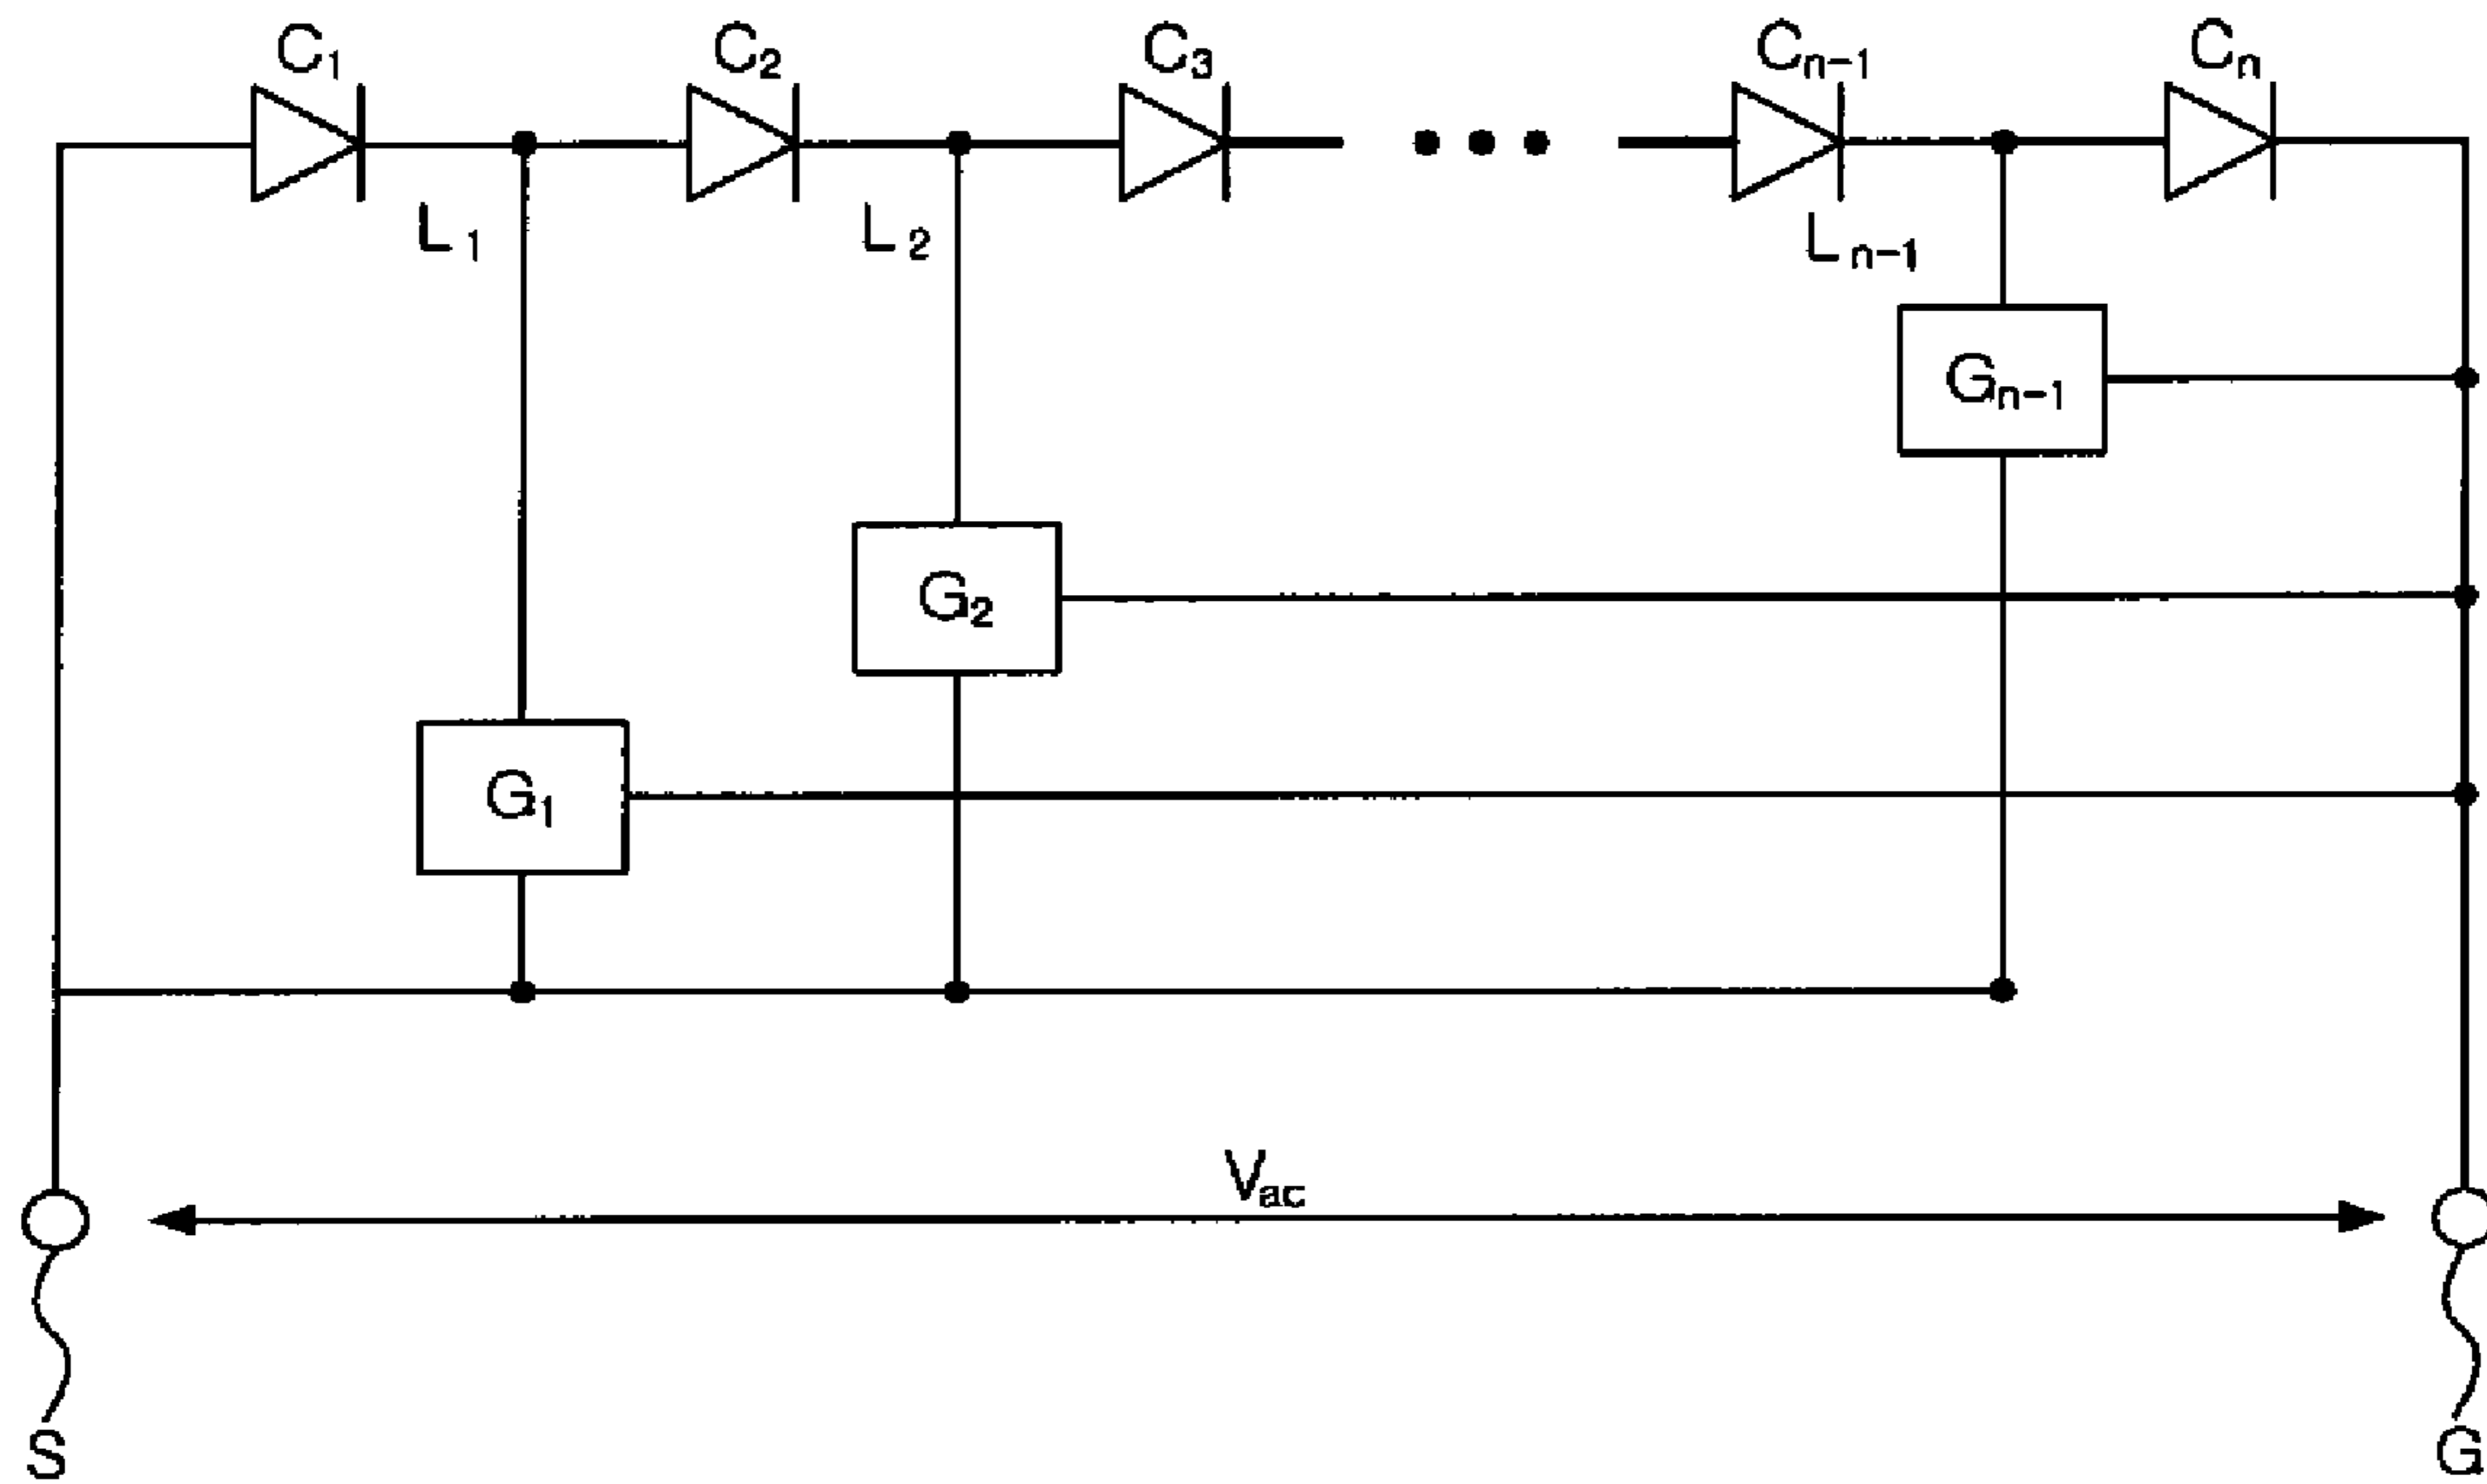 C₁ C₂ C₃ Cₙ₋₁ Cₙ
L₁ L₂ Lₙ₋₁
Gₙ₋₁
G₂
G₁
Vac
S G